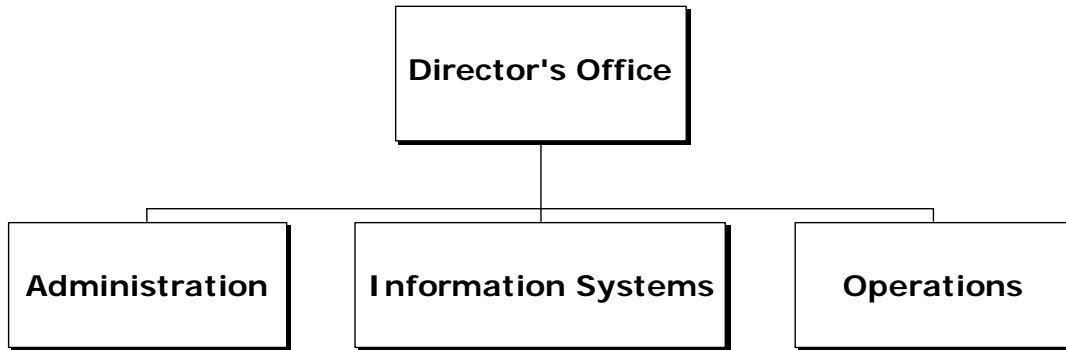 Director's Office
Administration
Information Systems
Operations